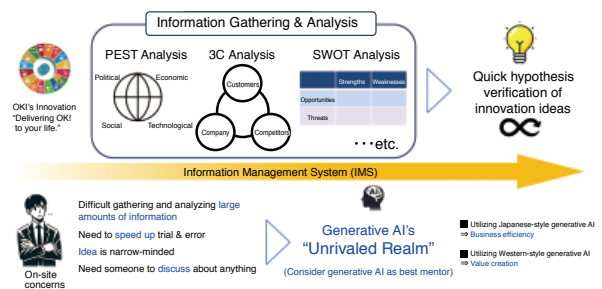 Information Gathering & Analysis
PEST Analysis
Political
Economic
Social
Technological
3C Analysis
Customers
Company
Competitors
SWOT Analysis
Strengths
Weaknesses
Opportunities
Threats
･･･etc.
OKI's Innovation
"Delivering OK!
to your life."
Quick hypothesis
verification of
innovation ideas
Information Management System (IMS)
Difficult gathering and analyzing large
amounts of information
Need to speed up trial & error
Idea is narrow-minded
Need someone to discuss about anything
On-site
concerns
AI
Generative AI's
"Unrivaled Realm"
(Consider generative AI as best mentor)
■ Utilizing Japanese-style generative AI
⇒ Business efficiency
■ Utilizing Western-style generative AI
⇒ Value creation